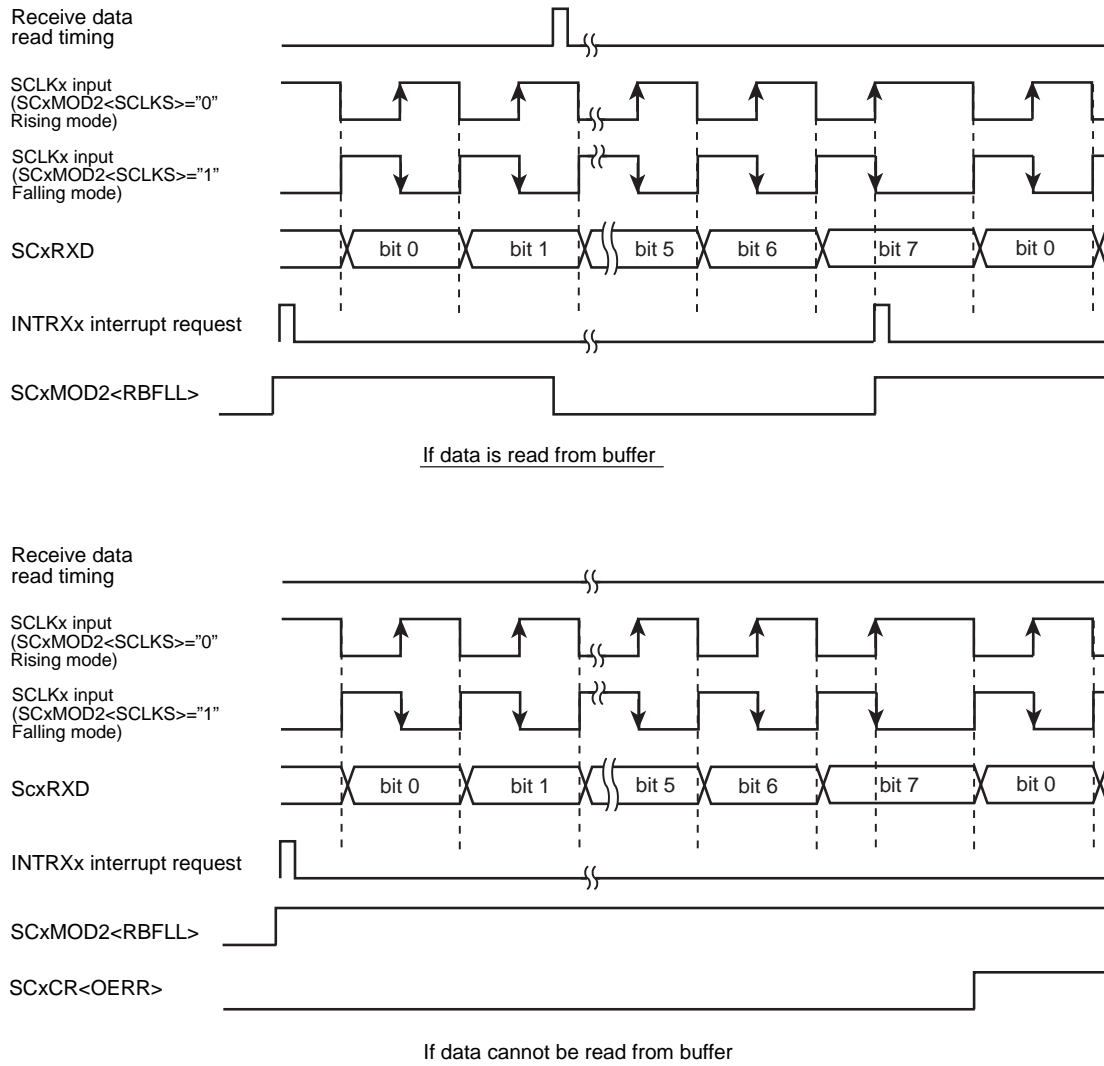 Receive data
read timing
SCLKx input
(SCxMOD2<SCLKS>="0"
Rising mode)
SCLKx input
(SCxMOD2<SCLKS>="1"
Falling mode)
SCxRXD
bit 0 bit 1 bit 5 bit 6 bit 7 bit 0
INTRXx interrupt request
SCxMOD2<RBFLL>
If data is read from buffer
Receive data
read timing
SCLKx input
(SCxMOD2<SCLKS>="0"
Rising mode)
SCLKx input
(SCxMOD2<SCLKS>="1"
Falling mode)
ScxRXD
bit 0 bit 1 bit 5 bit 6 bit 7 bit 0
INTRXx interrupt request
SCxMOD2<RBFLL>
SCxCR<OERR>
If data cannot be read from buffer